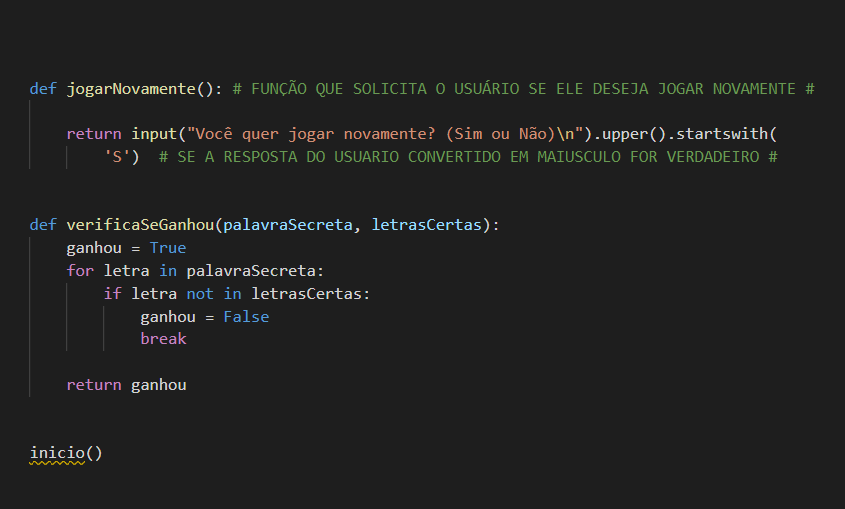 def jogarNovamente(): # FUNÇÃO QUE SOLICITA O USUÁRIO SE ELE DESEJA JOGAR NOVAMENTE #
return input("Você quer jogar novamente? (Sim ou Não)\n").upper().startswith(
'S')  # SE A RESPOSTA DO USUARIO CONVERTIDO EM MAIUSCULO FOR VERDADEIRO #
def verificaSeGanhou(palavraSecreta, letrasCertas):
ganhou = True
for letra in palavraSecreta:
if letra not in letrasCertas:
ganhou = False
break
return ganhou
inicio()